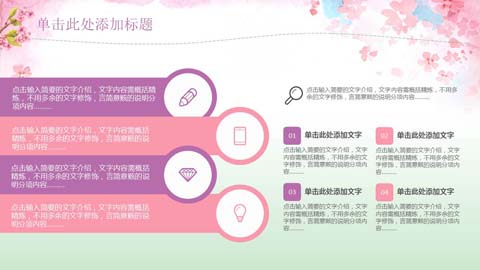 单击此处添加标题
点击输入简要的文字介绍，文字内容需概括精
炼，不用多余的文字修饰，言简意赅的说明分
项内容………
点击输入简要的文字介绍，文字内容需概括
精炼，不用多余的文字修饰，言简意赅的说
明分项内容………
点击输入简要的文字介绍，文字内容需概括
精炼，不用多余的文字修饰，言简意赅的说
明分项内容………
点击输入简要的文字介绍，文字内容需概括
精炼，不用多余的文字修饰，言简意赅的说
明分项内容………
点击输入简要的文字介绍，文字内容需概括精炼，不用多
余的文字修饰，言简意赅的说明分项内容………
01 单击此处添加文字
点击输入简要的文字介绍，文字
内容需概括精炼，不用多余的文
字修饰，言简意赅的说明分项内
容………
02 单击此处添加文字
点击输入简要的文字介绍，文字
内容需概括精炼，不用多余的文
字修饰，言简意赅的说明分项内
容………
03 单击此处添加文字
点击输入简要的文字介绍，文字
内容需概括精炼，不用多余的文
字修饰，言简意赅的说明分项内
容………
04 单击此处添加文字
点击输入简要的文字介绍，文字
内容需概括精炼，不用多余的文
字修饰，言简意赅的说明分项内
容………